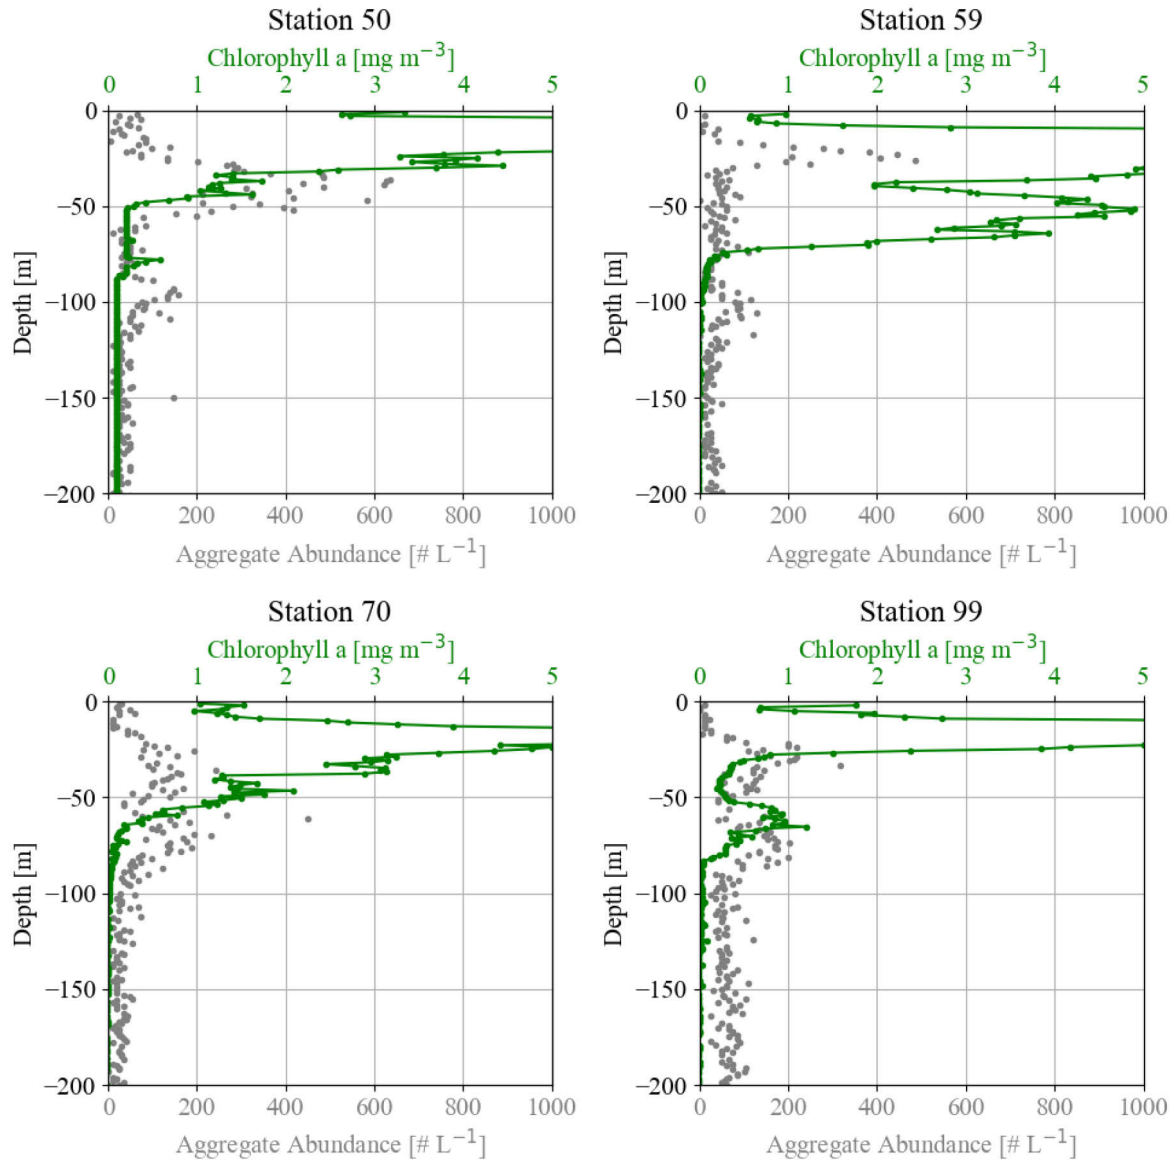 Station 50
Chlorophyll a [mg m⁻³]
0 1 2 3 4 5
0
−50
−100
−150
−200
Depth [m]
0 200 400 600 800 1000
Aggregate Abundance [# L⁻¹]
Station 59
Chlorophyll a [mg m⁻³]
0 1 2 3 4 5
0
−50
−100
−150
−200
Depth [m]
0 200 400 600 800 1000
Aggregate Abundance [# L⁻¹]
Station 70
Chlorophyll a [mg m⁻³]
0 1 2 3 4 5
0
−50
−100
−150
−200
Depth [m]
0 200 400 600 800 1000
Aggregate Abundance [# L⁻¹]
Station 99
Chlorophyll a [mg m⁻³]
0 1 2 3 4 5
0
−50
−100
−150
−200
Depth [m]
0 200 400 600 800 1000
Aggregate Abundance [# L⁻¹]